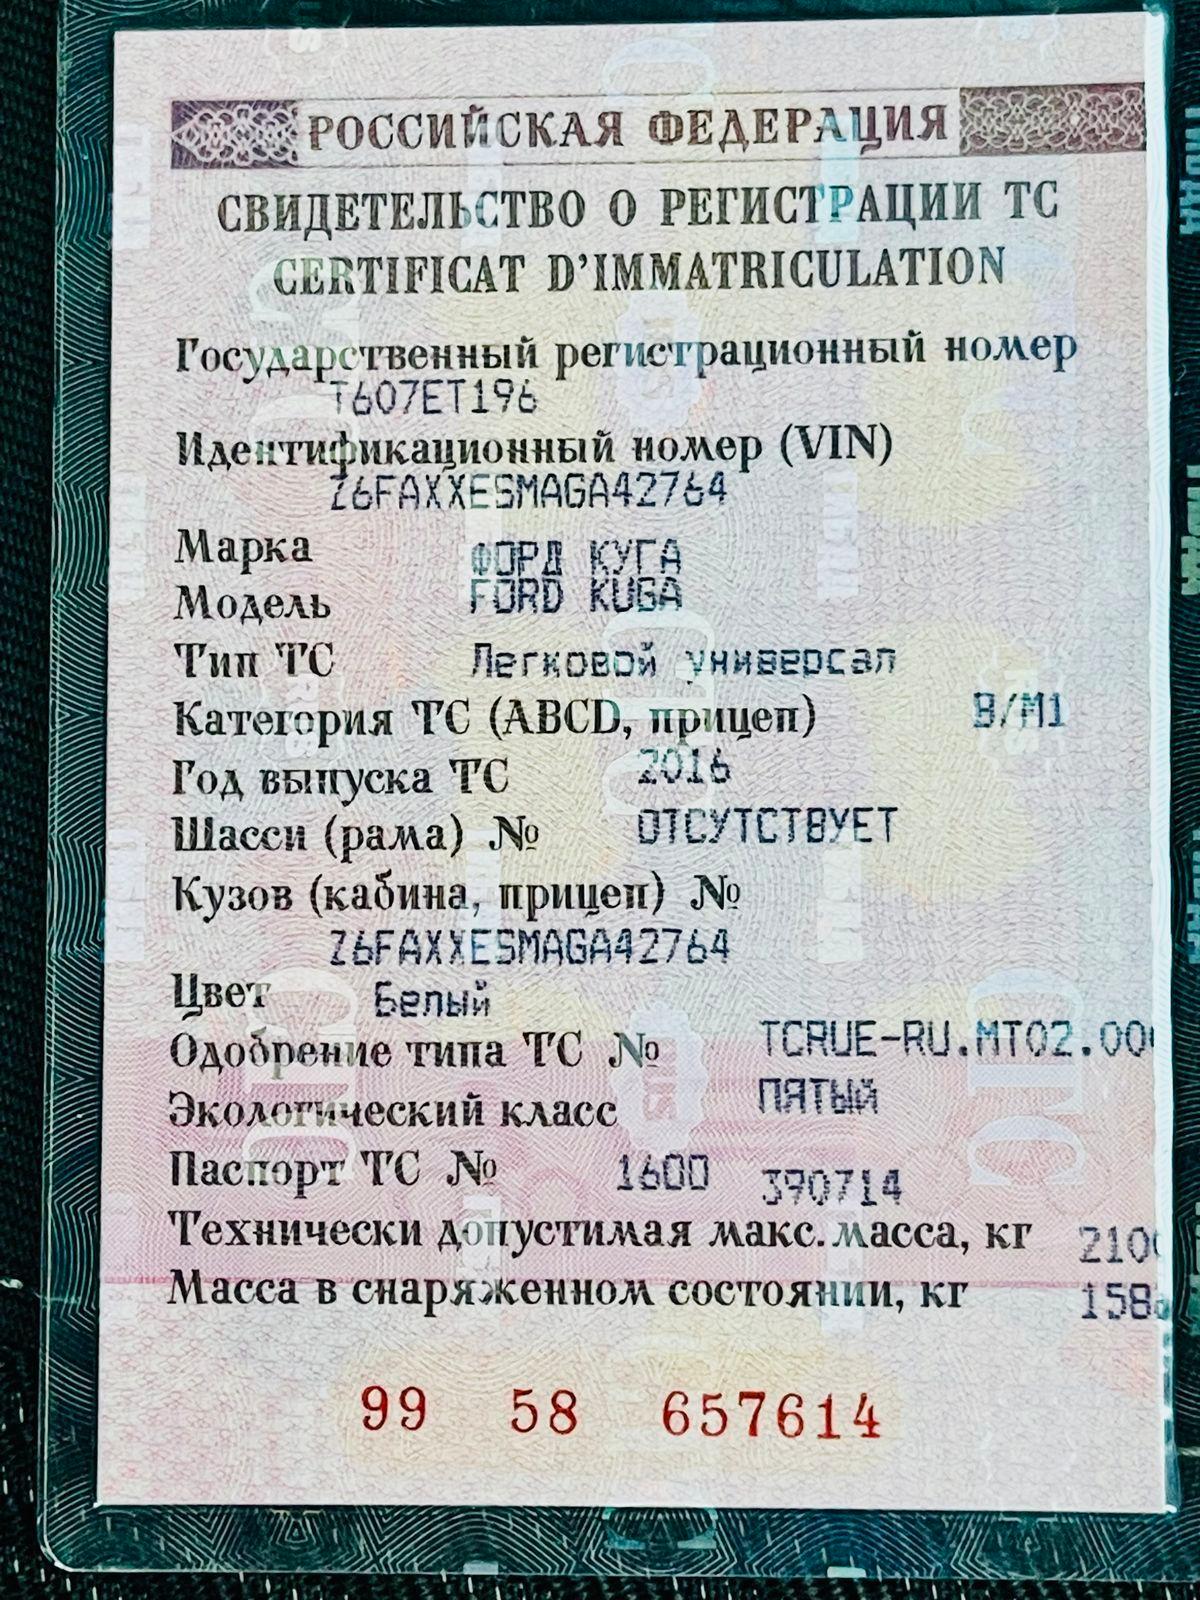 РОССИЙСКАЯ ФЕДЕРАЦИЯ
СВИДЕТЕЛЬСТВО О РЕГИСТРАЦИИ ТС
CERTIFICAT D'IMMATRICULATION
Государственный регистрационный номер
Т607ЕТ196
Идентификационный номер (VIN)
Z6FAXXESMAGA42764
Марка ФОРД КУГА
Модель FORD KUGA
Тип ТС Легковой универсал
Категория ТС (ABCD, прицеп) B/M1
Год выпуска ТС 2016
Шасси (рама) № ОТСУТСТВУЕТ
Кузов (кабина, прицеп) №
Z6FAXXESMAGA42764
Цвет Белый
Одобрение типа ТС № TCRUE-RU.MT02.00
Экологический класс ПЯТЫЙ
Паспорт ТС № 1600 390714
Технически допустимая макс. масса, кг 210
Масса в снаряженном состоянии, кг 158
99 58 657614